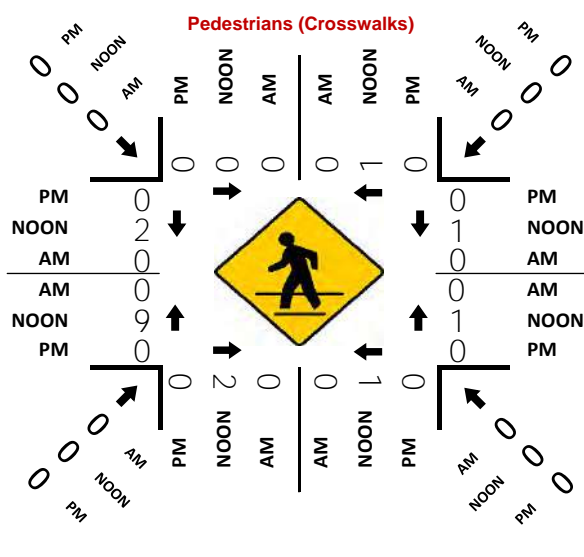 Pedestrians (Crosswalks)
0 PM
0 NOON
0 AM
PM NOON AM AM NOON PM
PM 0
NOON 0
AM 0
0 0 0 0 1 0
PM 0 0 PM
NOON 2 1 NOON
AM 0 0 AM
AM 0 0 AM
NOON 9 1 NOON
PM 0 0 PM
0 2 0 0 1 0
PM NOON AM AM NOON PM
0 AM
0 NOON
0 PM
AM 0
NOON 0
PM 0